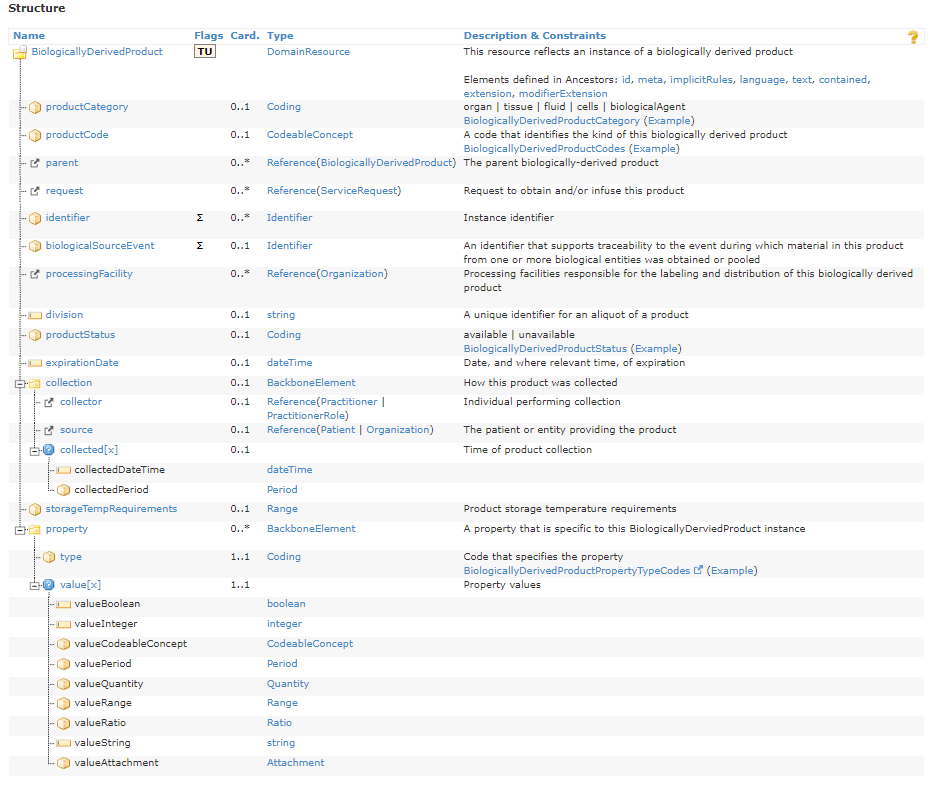 Structure
Name Flags Card. Type Description & Constraints ?
BiologicallyDerivedProduct TU DomainResource This resource reflects an instance of a biologically derived product
Elements defined in Ancestors: id, meta, implicitRules, language, text, contained,
extension, modifierExtension
productCategory 0..1 Coding organ | tissue | fluid | cells | biologicalAgent
BiologicallyDerivedProductCategory (Example)
productCode 0..1 CodeableConcept A code that identifies the kind of this biologically derived product
BiologicallyDerivedProductCodes (Example)
parent 0..* Reference(BiologicallyDerivedProduct) The parent biologically-derived product
request 0..* Reference(ServiceRequest) Request to obtain and/or infuse this product
identifier Σ 0..* Identifier Instance identifier
biologicalSourceEvent Σ 0..1 Identifier An identifier that supports traceability to the event during which material in this product
from one or more biological entities was obtained or pooled
processingFacility 0..* Reference(Organization) Processing facilities responsible for the labeling and distribution of this biologically derived
product
division 0..1 string A unique identifier for an aliquot of a product
productStatus 0..1 Coding available | unavailable
BiologicallyDerivedProductStatus (Example)
expirationDate 0..1 dateTime Date, and where relevant time, of expiration
collection 0..1 BackboneElement How this product was collected
collector 0..1 Reference(Practitioner | Individual performing collection
PractitionerRole)
source 0..1 Reference(Patient | Organization) The patient or entity providing the product
collected[x] 0..1 Time of product collection
collectedDateTime dateTime
collectedPeriod Period
storageTempRequirements 0..1 Range Product storage temperature requirements
property 0..* BackboneElement A property that is specific to this BiologicallyDerviedProduct instance
type 1..1 Coding Code that specifies the property
BiologicallyDerivedProductPropertyTypeCodes (Example)
value[x] 1..1 Property values
valueBoolean boolean
valueInteger integer
valueCodeableConcept CodeableConcept
valuePeriod Period
valueQuantity Quantity
valueRange Range
valueRatio Ratio
valueString string
valueAttachment Attachment